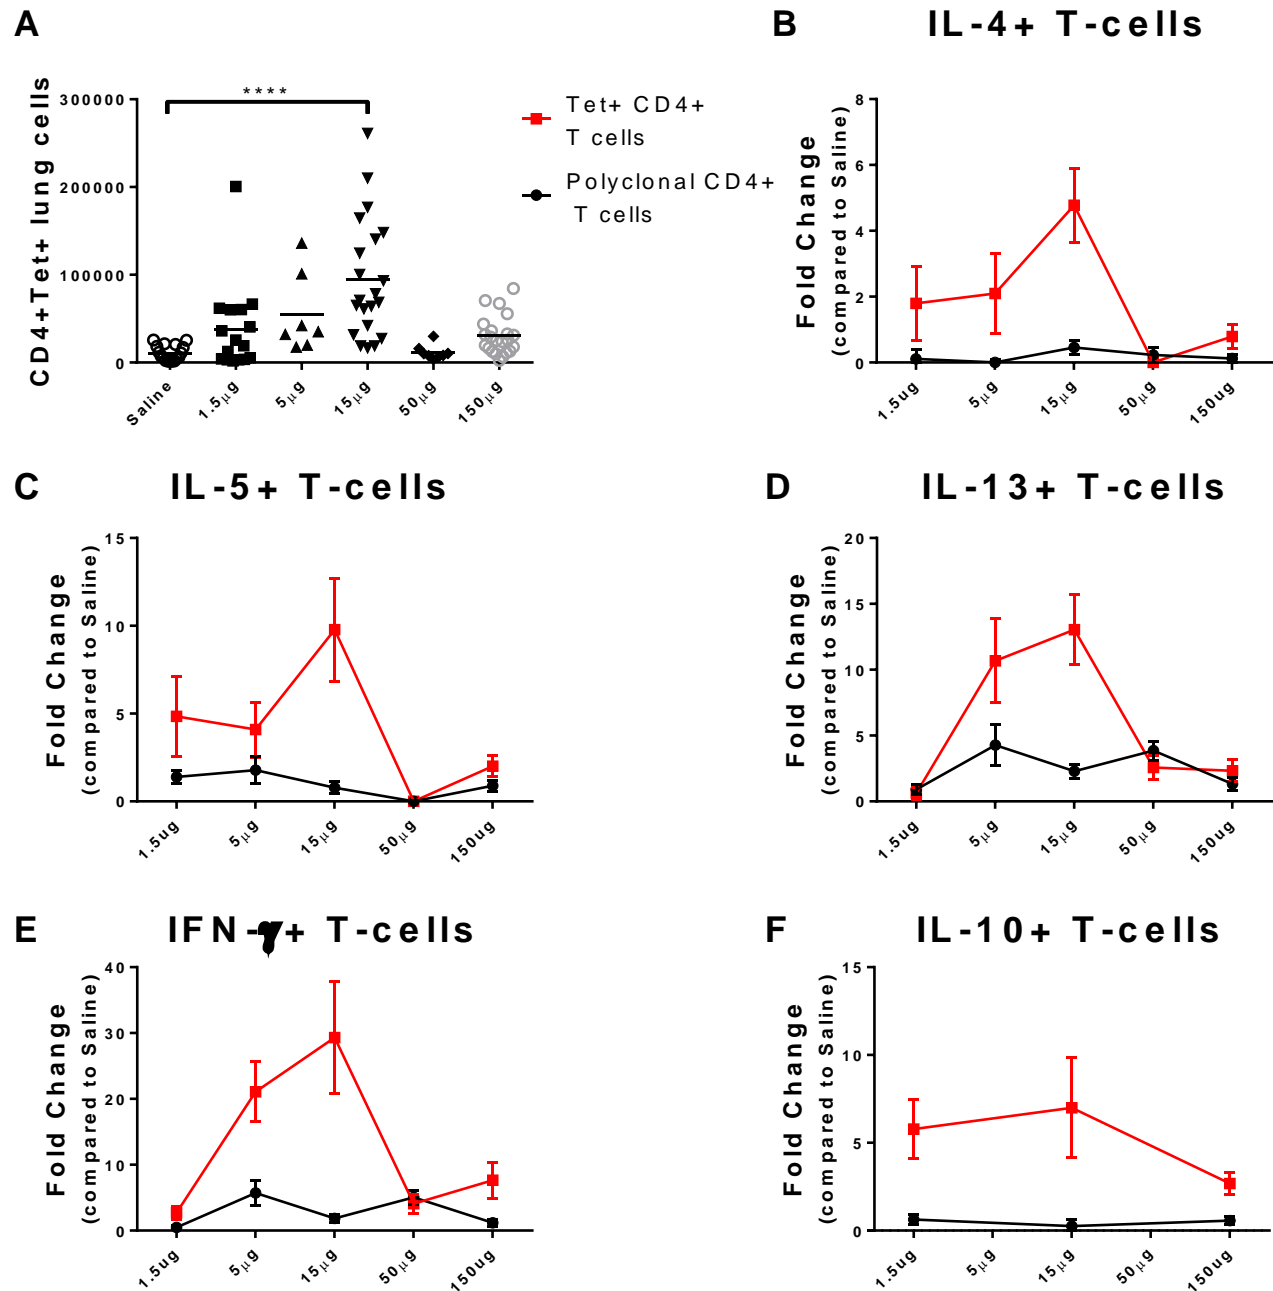 A
CD4+Tet+ lung cells
300000
200000
100000
0
****
Saline
1.5μg
5μg
15μg
50μg
150μg
Tet+ CD4+
T cells
Polyclonal CD4+
T cells
B
IL-4+ T-cells
Fold Change
(compared to Saline)
8
6
4
2
0
1.5ug
5μg
15μg
50μg
150ug
C
IL-5+ T-cells
Fold Change
(compared to Saline)
15
10
5
0
1.5ug
5μg
15μg
50μg
150ug
D
IL-13+ T-cells
Fold Change
(compared to Saline)
20
15
10
5
0
1.5ug
5μg
15μg
50μg
150ug
E
IFN-γ+ T-cells
Fold Change
(compared to Saline)
40
30
20
10
0
1.5ug
5μg
15μg
50μg
150ug
F
IL-10+ T-cells
Fold Change
(compared to Saline)
15
10
5
0
1.5ug
5μg
15μg
50μg
150ug